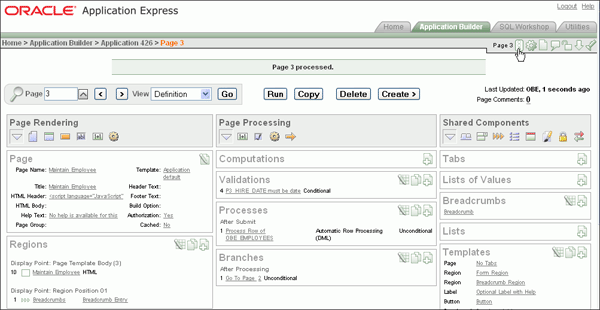 ORACLE Application Express
Logout Help
Home Application Builder SQL Workshop Utilities
Home > Application Builder > Application 426 > Page 3
Page 3
Page 3 processed.
Page 3 < > View Definition Go Run Copy Delete Create >
Last Updated: OBE, 1 seconds ago
Page Comments: 0
Page Rendering
Page
Page Name: Maintain Employee Template: Application default
Title: Maintain Employee Header Text:
HTML Header: <script language="JavaScript" Footer Text:
HTML Body: Build Option:
Help Text: No help is available for this Authorization: Yes
Page Group: Cached: No
Regions
Display Point: Page Template Body (3)
10 Maintain Employee HTML
Display Point: Region Position 01
1 Breadcrumbs Breadcrumb Entry
Page Processing
Computations
Validations
4 P3_HIRE_DATE must be date Conditional
Processes
After Submit
1 Process Row of OBE_EMPLOYEES Automatic Row Processing (DML) Unconditional
Branches
After Processing
1 Go To Page 2 Unconditional
Shared Components
Tabs
Lists of Values
Breadcrumbs
Breadcrumb
Lists
Templates
Page No Tabs
Region Form Region
Region Breadcrumb Region
Label Optional Label with Help
Button Button